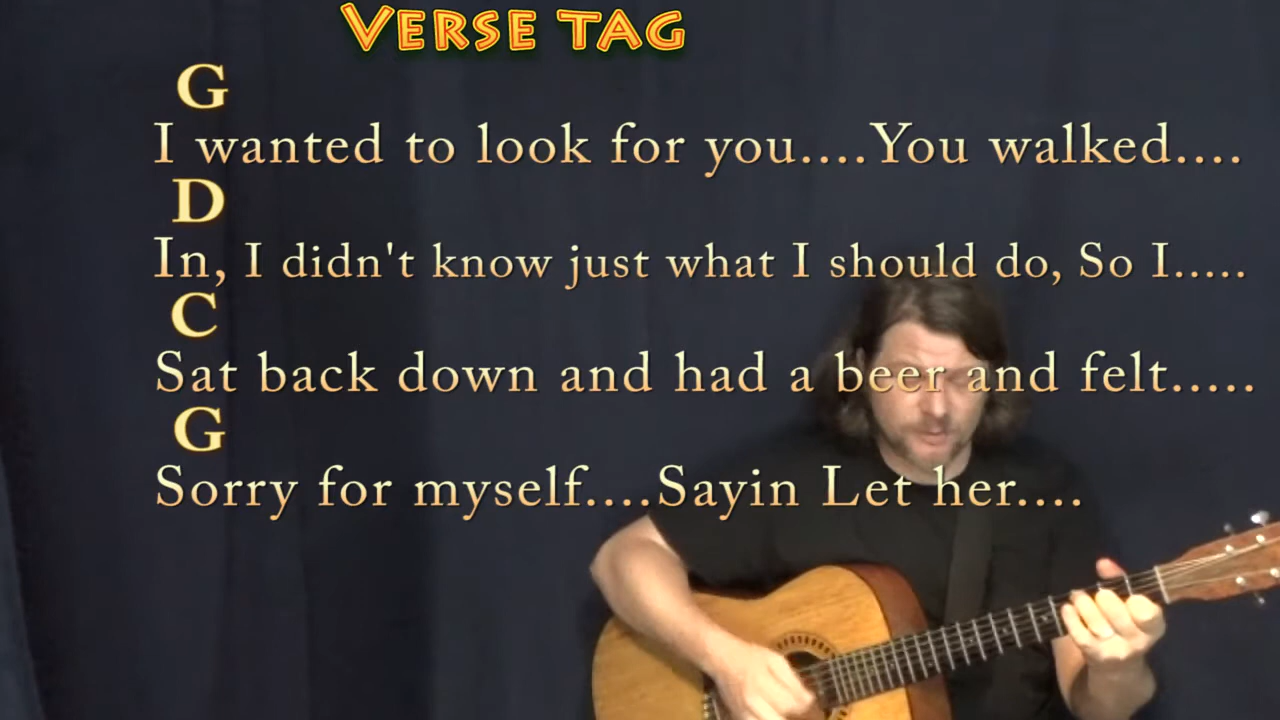 VERSE TAG
G
I wanted to look for you....You walked....
D
In, I didn't know just what I should do, So I.....
C
Sat back down and had a beer and felt.....
G
Sorry for myself....Sayin Let her....